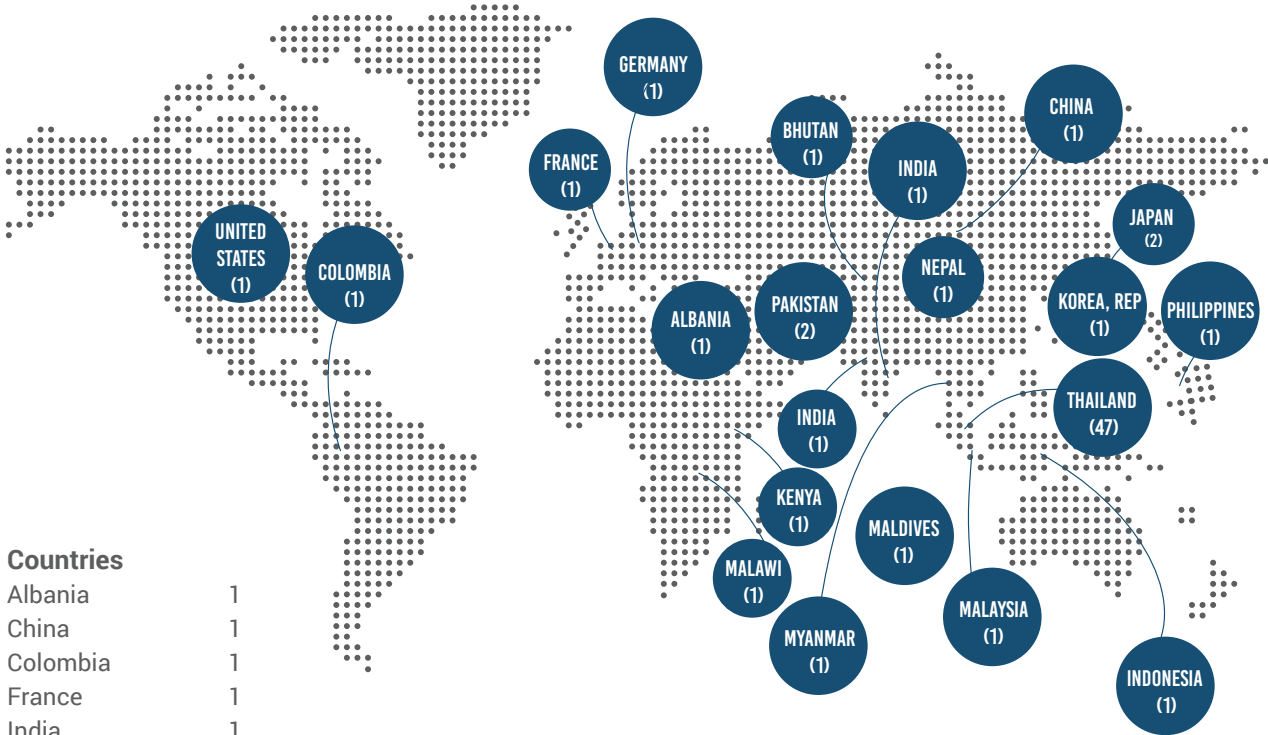 GERMANY
(1)
CHINA
(1)
BHUTAN
(1)
FRANCE
(1)
INDIA
(1)
JAPAN
(2)
UNITED
STATES
(1)
COLOMBIA
(1)
NEPAL
(1)
PAKISTAN
(2)
KOREA, REP
(1)
PHILIPPINES
(1)
ALBANIA
(1)
THAILAND
(47)
INDIA
(1)
KENYA
(1)
MALDIVES
(1)
MALAWI
(1)
MALAYSIA
(1)
MYANMAR
(1)
INDONESIA
(1)
Countries
Albania 1
China 1
Colombia 1
France 1
India 1